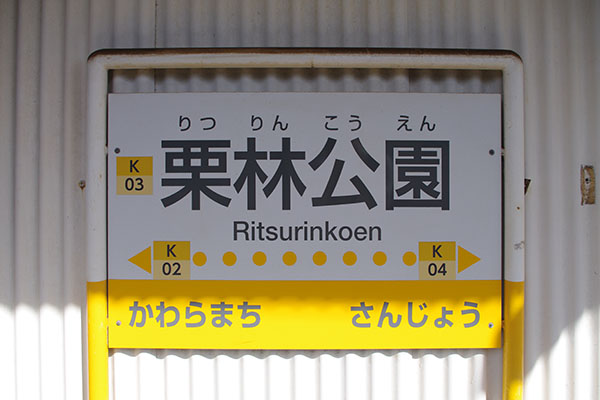 りつ りん こう えん
K
03
栗林公園
Ritsurinkoen
K
02
K
04
かわらまち さんじょう